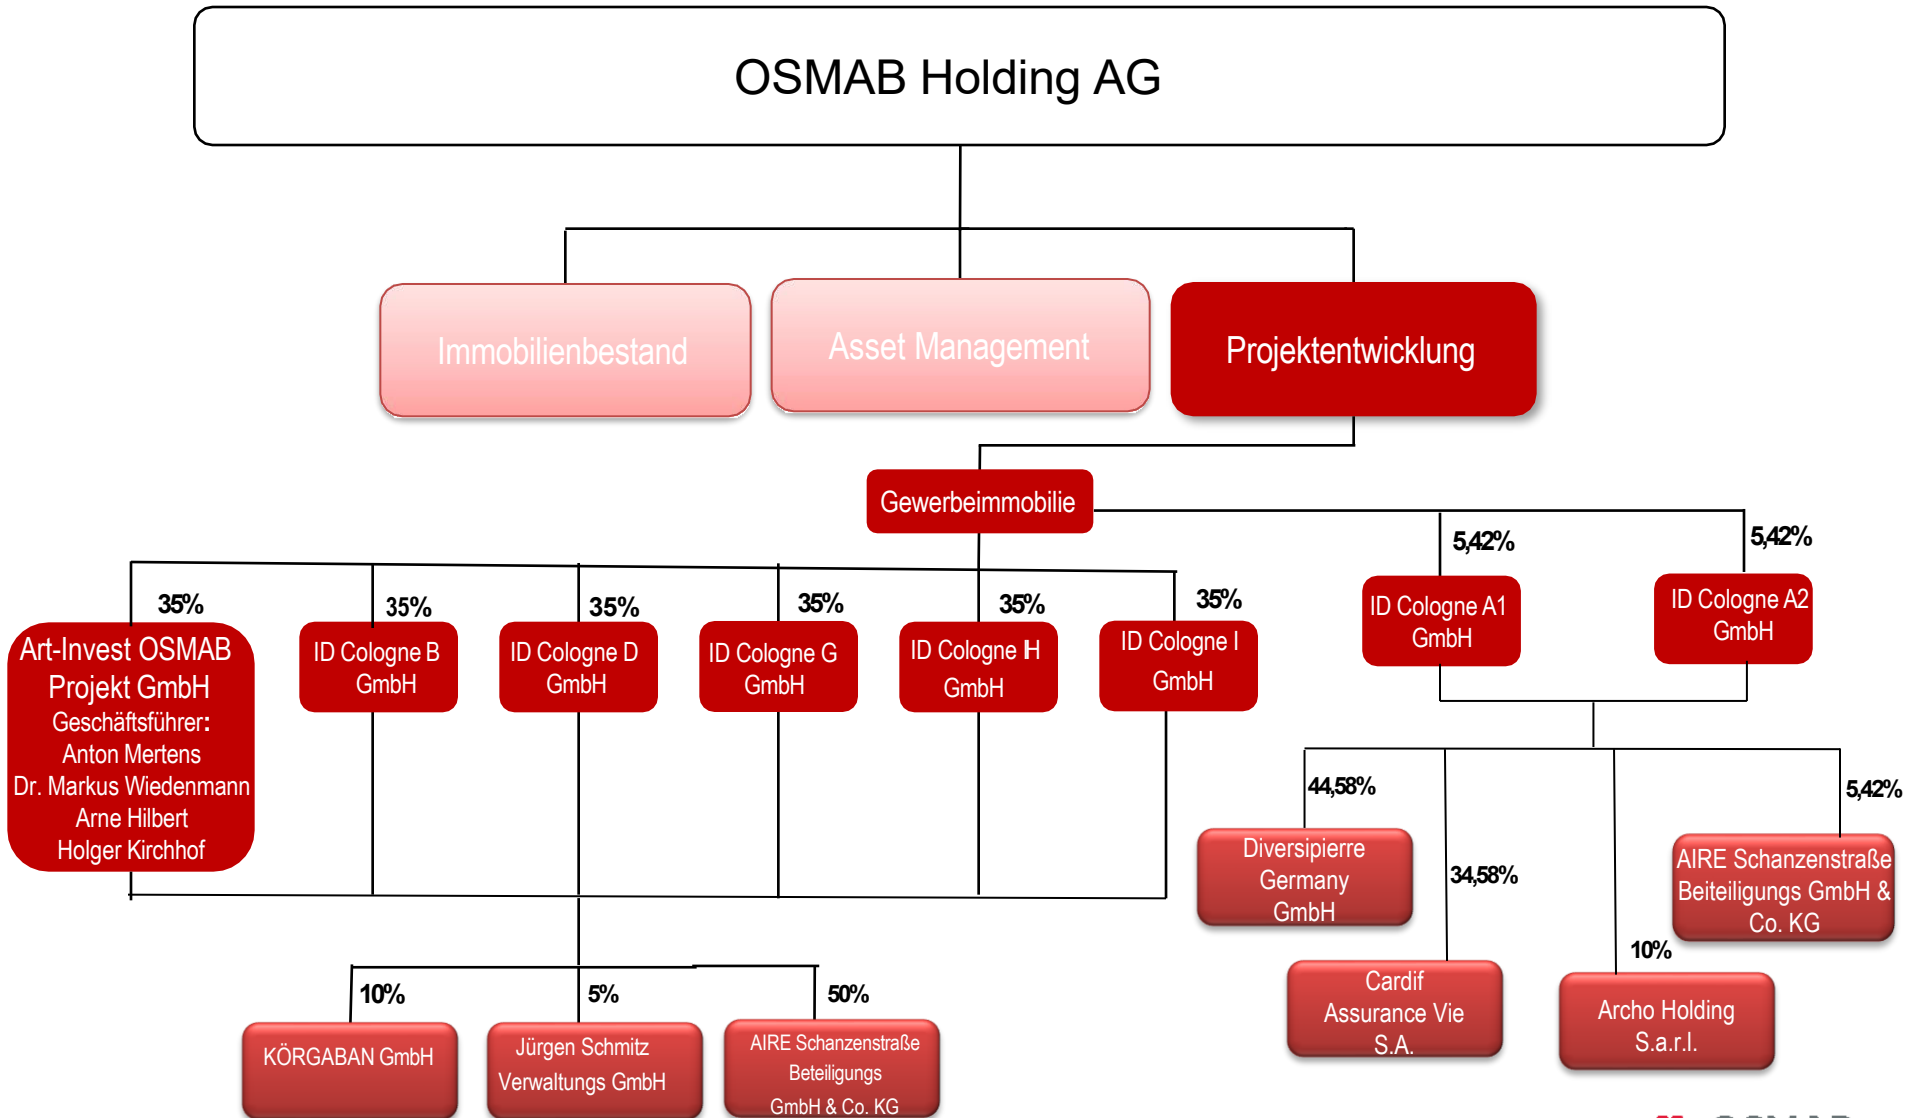 OSMAB Holding AG
Immobilienbestand
Asset Management
Projektentwicklung
Gewerbeimmobilie
5,42%
5,42%
35%
35%
35%
35%
35%
35%
Art-Invest OSMAB
Projekt GmbH
Geschäftsführer:
Anton Mertens
Dr. Markus Wiedenmann
Arne Hilbert
Holger Kirchhof
ID Cologne B
GmbH
ID Cologne D
GmbH
ID Cologne G
GmbH
ID Cologne H
GmbH
ID Cologne I
GmbH
ID Cologne A1
GmbH
ID Cologne A2
GmbH
44,58%
34,58%
10%
5,42%
Diversipierre
Germany
GmbH
Cardif
Assurance Vie
S.A.
Archo Holding
S.a.r.l.
AIRE Schanzenstraße
Beiteiligungs GmbH &
Co. KG
10%
5%
50%
KÖRGABAN GmbH
Jürgen Schmitz
Verwaltungs GmbH
AIRE Schanzenstraße
Beteiligungs
GmbH & Co. KG